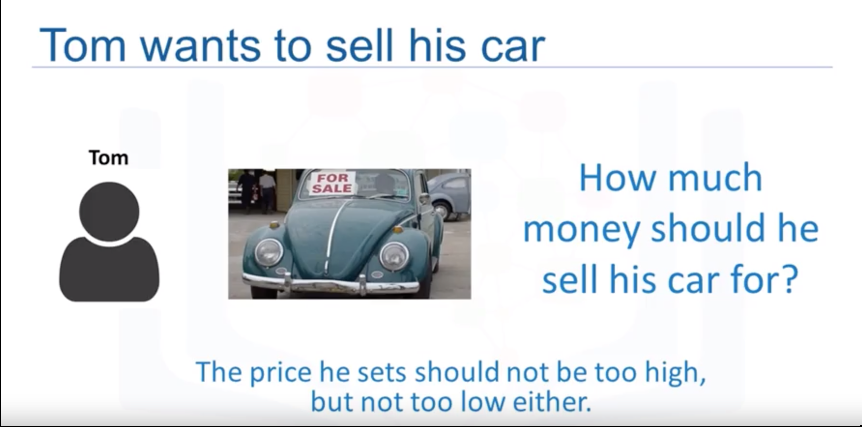 Tom wants to sell his car
Tom
FOR
SALE
How much
money should he
sell his car for?
The price he sets should not be too high,
but not too low either.